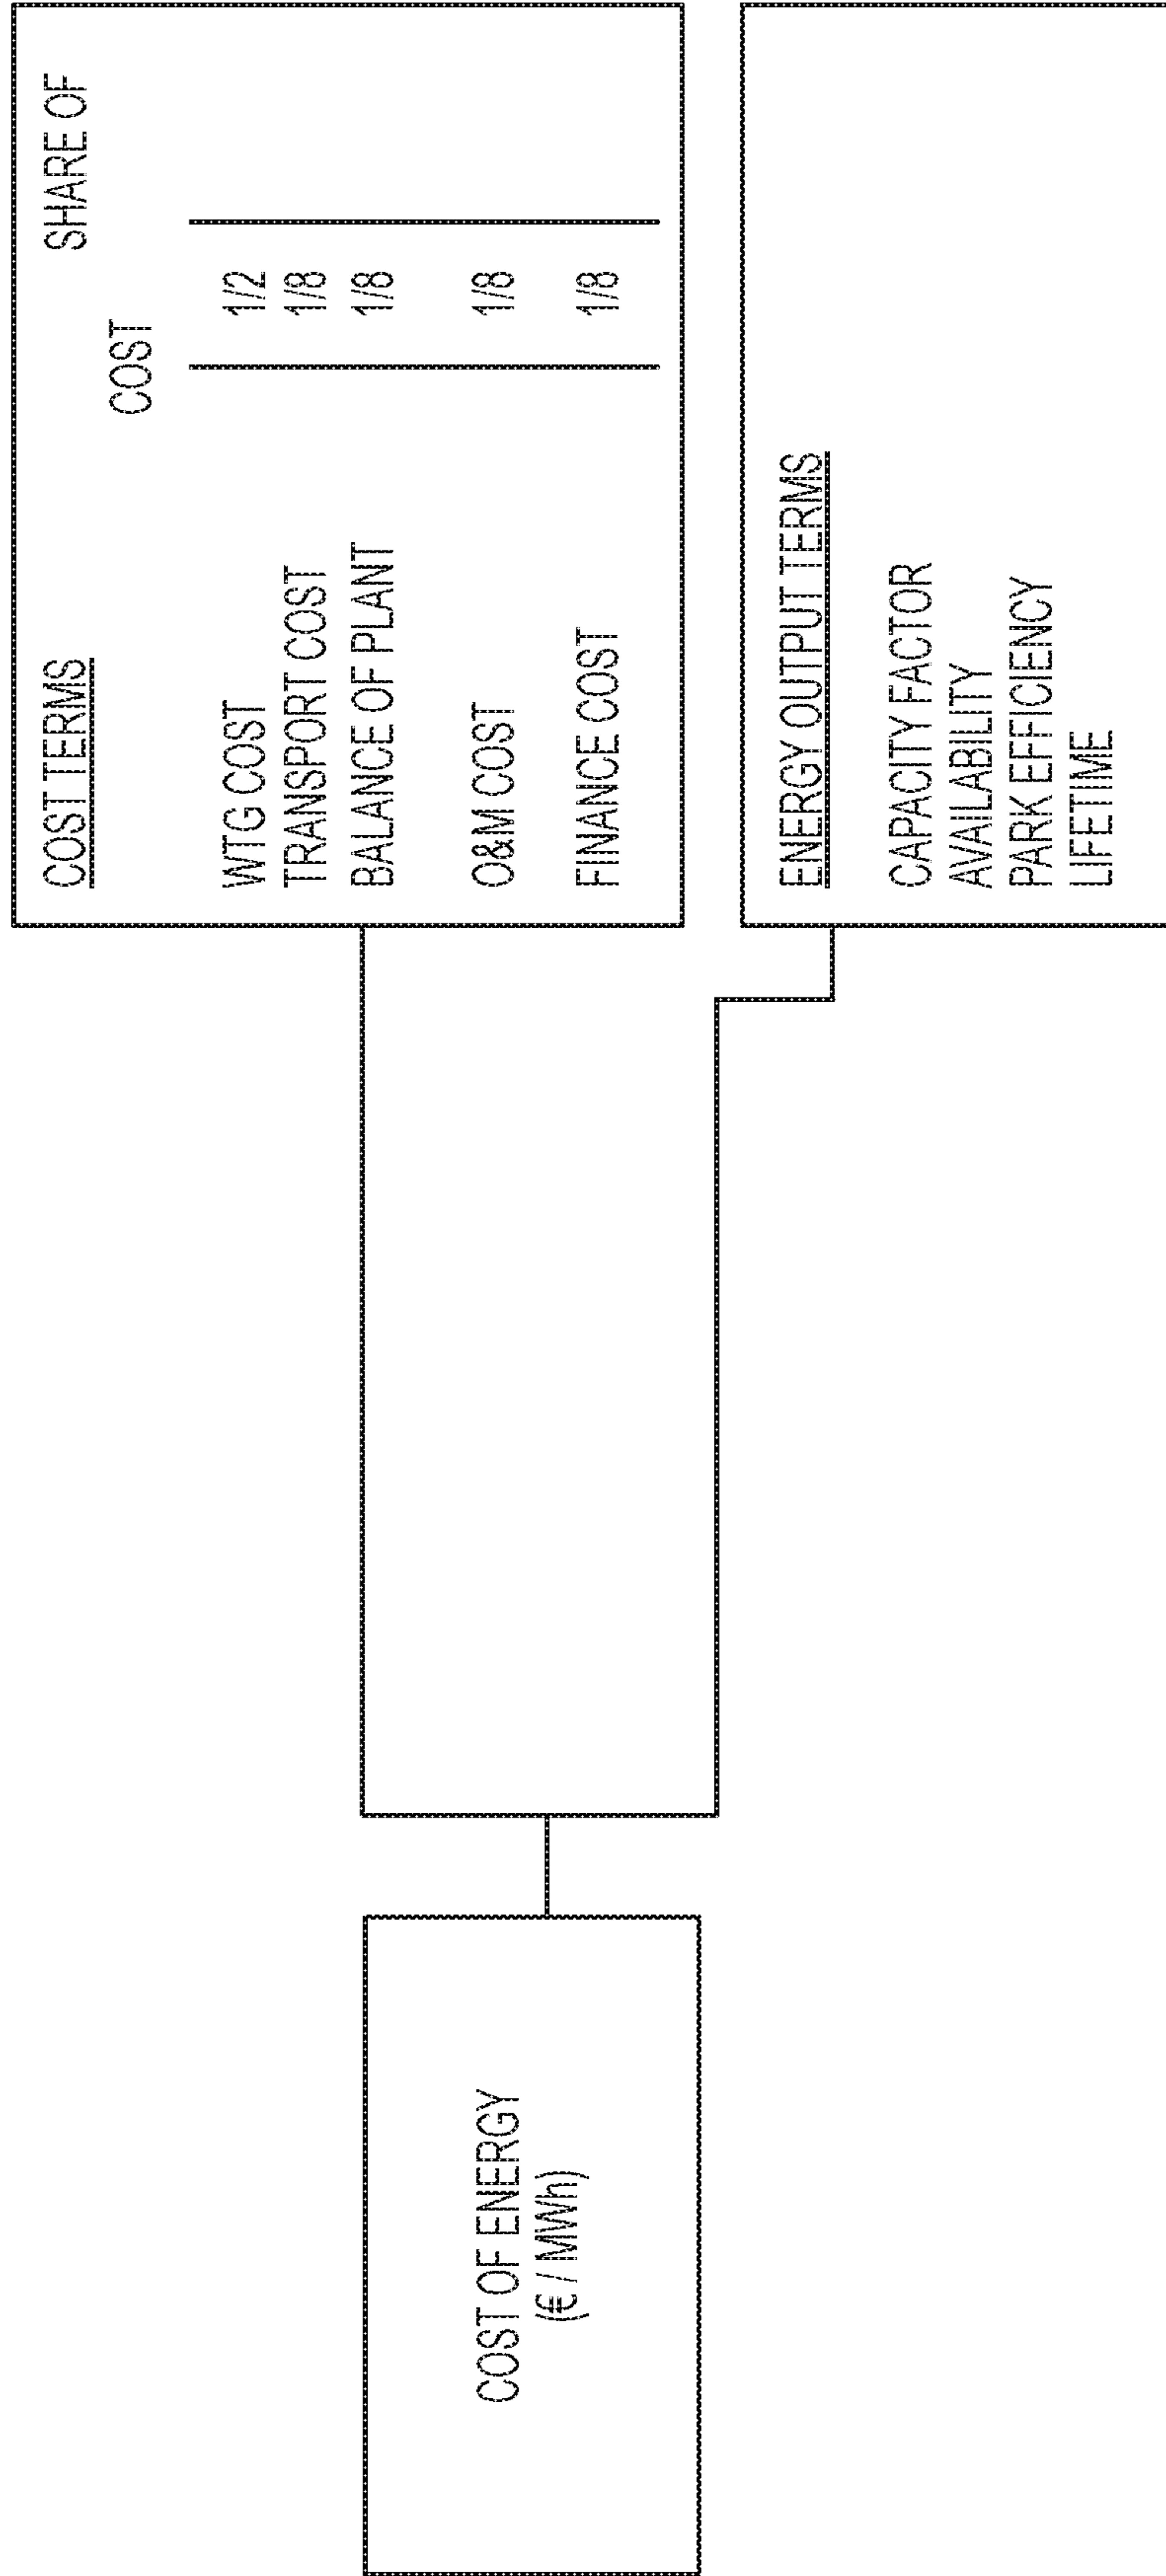 COST OF ENERGY
(€ / MWh)
COST TERMS SHARE OF
COST
WTG COST 1/2
TRANSPORT COST 1/8
BALANCE OF PLANT 1/8
O&M COST 1/8
FINANCE COST 1/8
ENERGY OUTPUT TERMS
CAPACITY FACTOR
AVAILABILITY
PARK EFFICIENCY
LIFETIME